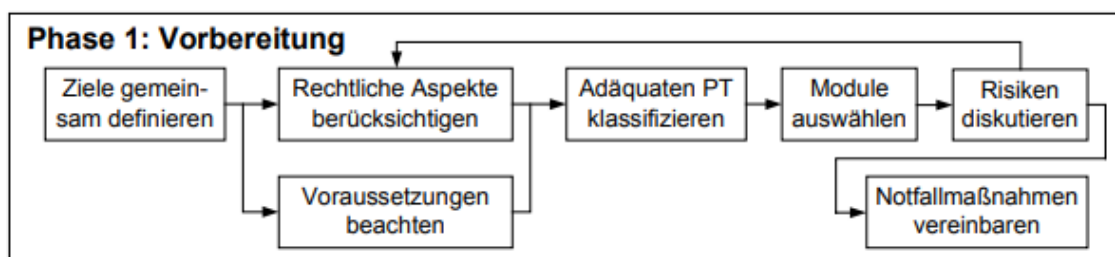 Phase 1: Vorbereitung
Ziele gemein-
sam definieren
Rechtliche Aspekte
berücksichtigen
Adäquaten PT
klassifizieren
Module
auswählen
Risiken
diskutieren
Voraussetzungen
beachten
Notfallmaßnahmen
vereinbaren